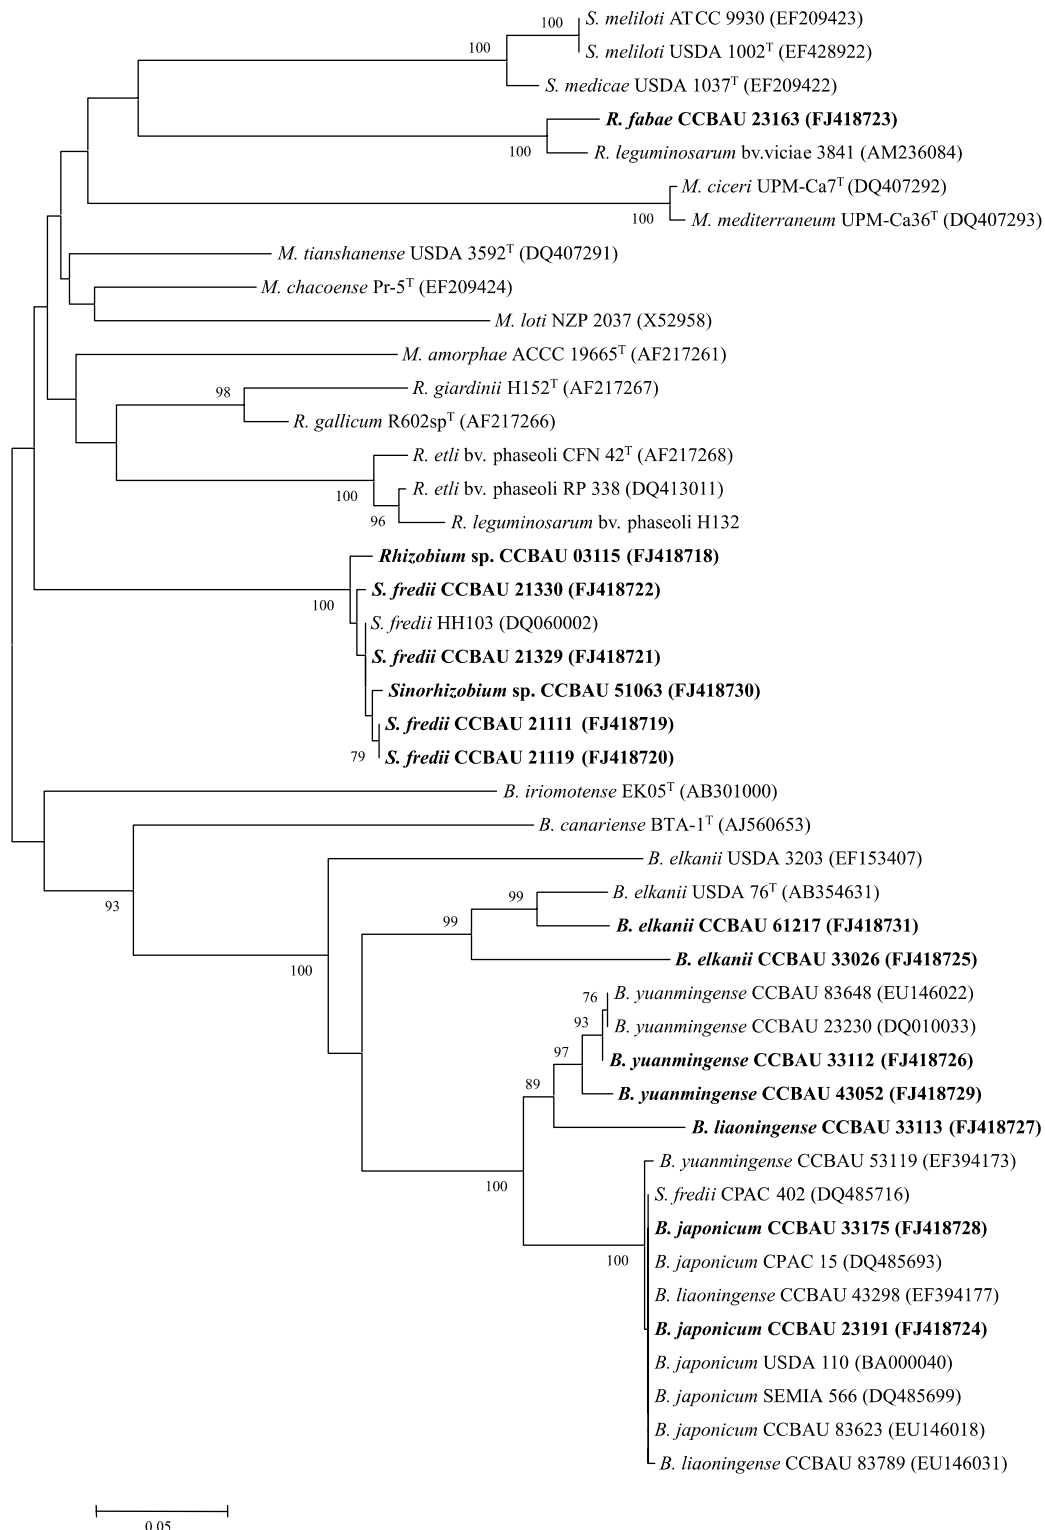 S. meliloti ATCC 9930 (EF209423)
100
S. meliloti USDA 1002T (EF428922)
100
S. medicae USDA 1037T (EF209422)
R. fabae CCBAU 23163 (FJ418723)
R. leguminosarum bv.viciae 3841 (AM236084)
100
M. ciceri UPM-Ca7T (DQ407292)
M. mediterraneum UPM-Ca36T (DQ407293)
100
M. tianshanense USDA 3592T (DQ407291)
M. chacoense Pr-5T (EF209424)
M. loti NZP 2037 (X52958)
M. amorphae ACCC 19665T (AF217261)
R. giardinii H152T (AF217267)
98
R. gallicum R602spT (AF217266)
R. etli bv. phaseoli CFN 42T (AF217268)
R. etli bv. phaseoli RP 338 (DQ413011)
100
R. leguminosarum bv. phaseoli H132
96
Rhizobium sp. CCBAU 03115 (FJ418718)
S. fredii CCBAU 21330 (FJ418722)
100
S. fredii HH103 (DQ060002)
S. fredii CCBAU 21329 (FJ418721)
Sinorhizobium sp. CCBAU 51063 (FJ418730)
S. fredii CCBAU 21111 (FJ418719)
S. fredii CCBAU 21119 (FJ418720)
79
B. iriomotense EK05T (AB301000)
B. canariense BTA-1T (AJ560653)
B. elkanii USDA 3203 (EF153407)
B. elkanii USDA 76T (AB354631)
99
93
B. elkanii CCBAU 61217 (FJ418731)
99
B. elkanii CCBAU 33026 (FJ418725)
100
B. yuanmingense CCBAU 83648 (EU146022)
76
B. yuanmingense CCBAU 23230 (DQ010033)
93
B. yuanmingense CCBAU 33112 (FJ418726)
97
B. yuanmingense CCBAU 43052 (FJ418729)
89
B. liaoningense CCBAU 33113 (FJ418727)
B. yuanmingense CCBAU 53119 (EF394173)
100
S. fredii CPAC 402 (DQ485716)
B. japonicum CCBAU 33175 (FJ418728)
B. japonicum CPAC 15 (DQ485693)
100
B. liaoningense CCBAU 43298 (EF394177)
B. japonicum CCBAU 23191 (FJ418724)
B. japonicum USDA 110 (BA000040)
B. japonicum SEMIA 566 (DQ485699)
B. japonicum CCBAU 83623 (EU146018)
B. liaoningense CCBAU 83789 (EU146031)
0.05